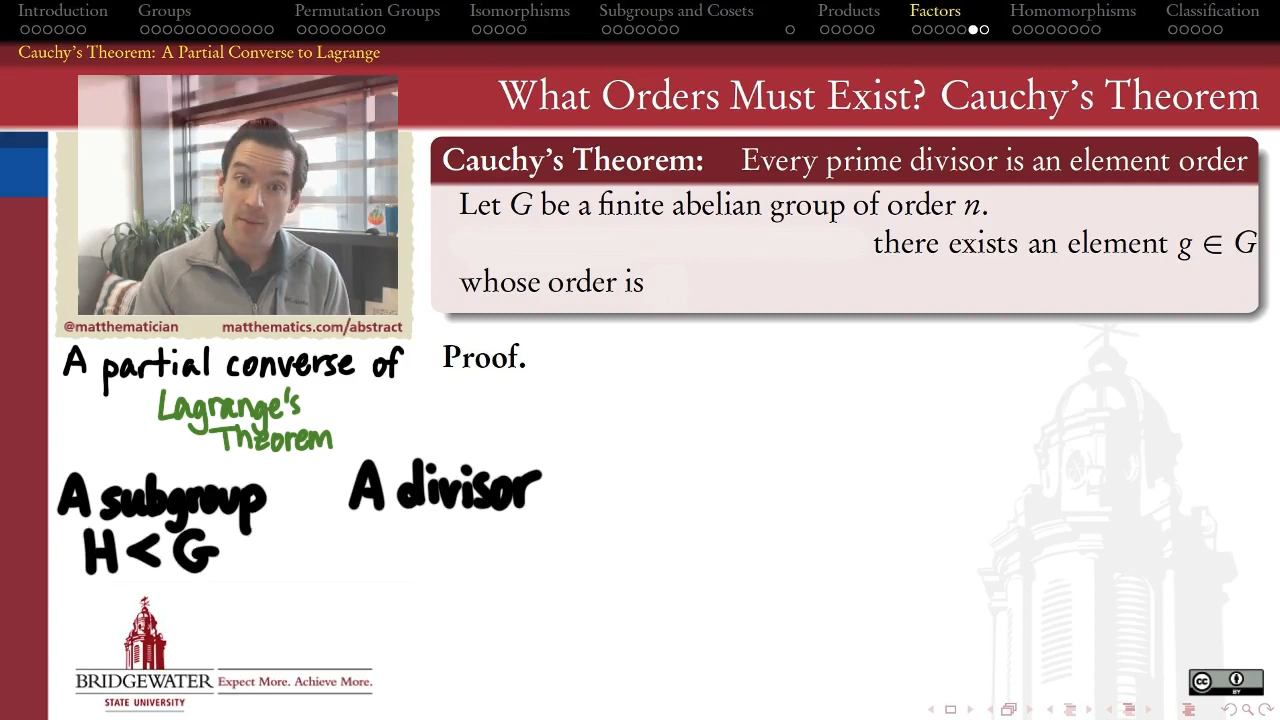 Introduction Groups Permutation Groups Isomorphisms Subgroups and Cosets Products Factors Homomorphisms Classification
Cauchy's Theorem: A Partial Converse to Lagrange
What Orders Must Exist? Cauchy's Theorem
Cauchy's Theorem: Every prime divisor is an element order
Let G be a finite abelian group of order n.
there exists an element g ∈ G
whose order is
@matthematician matthematics.com/abstract
Proof.
A partial converse of
Lagrange's
Theorem
A subgroup
H < G
A divisor
BRIDGEWATER
STATE UNIVERSITY
Expect More. Achieve More.
CC
BY